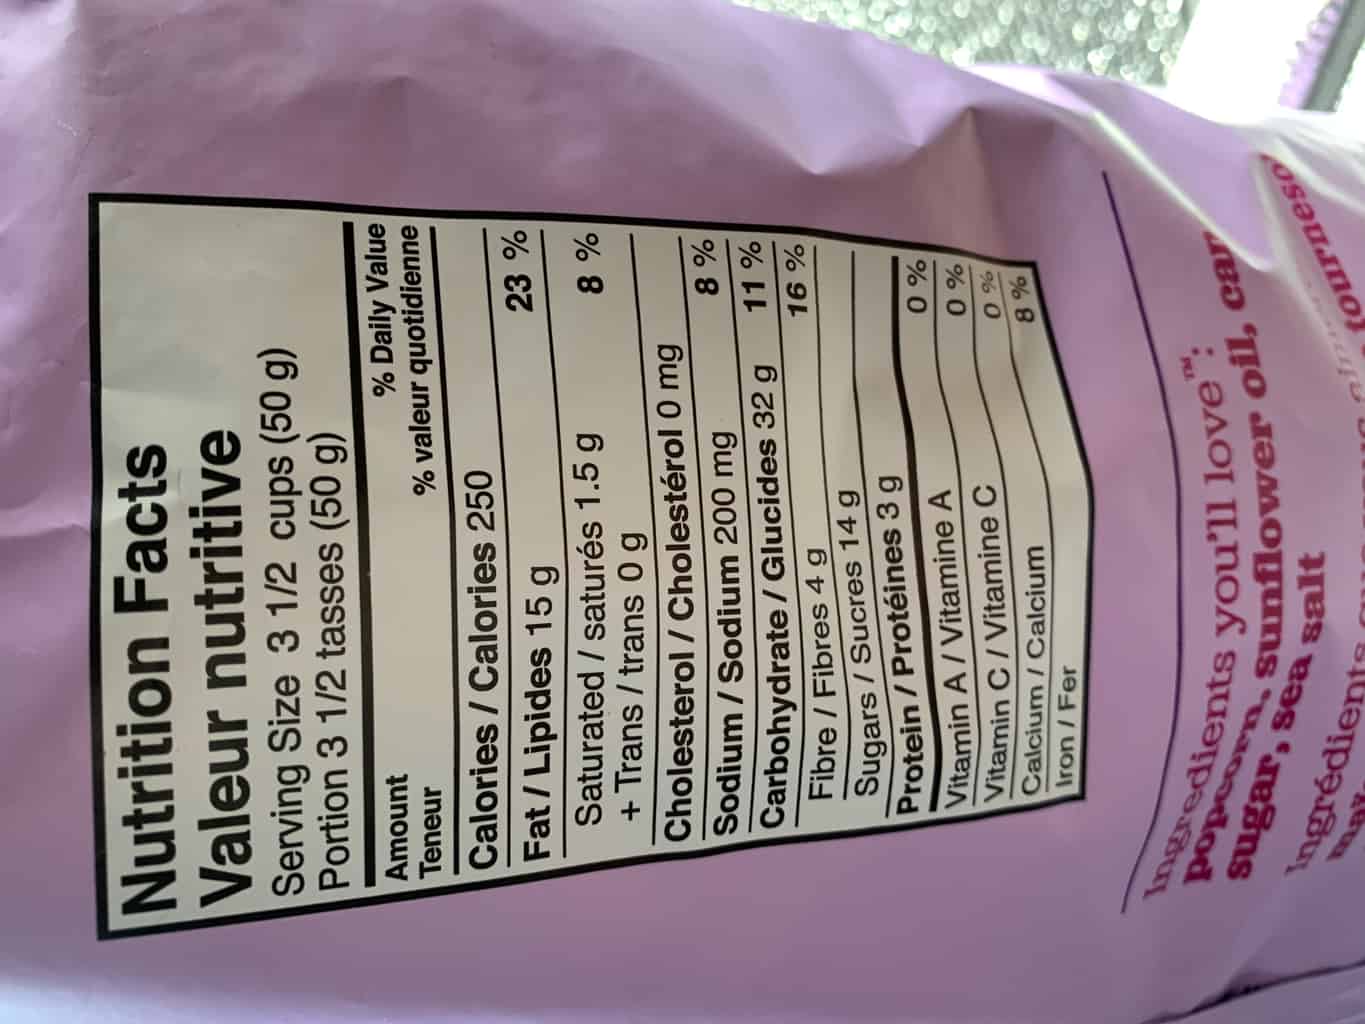 Nutrition Facts
Valeur nutritive
Serving Size 3 1/2 cups (50 g)
Portion 3 1/2 tasses (50 g)
Amount % Daily Value
Teneur % valeur quotidienne
Calories / Calories 250
Fat / Lipides 15 g 23 %
Saturated / saturés 1.5 g 8 %
+ Trans / trans 0 g
Cholesterol / Cholestérol 0 mg
Sodium / Sodium 200 mg 8 %
Carbohydrate / Glucides 32 g 11 %
Fibre / Fibres 4 g 16 %
Sugars / Sucres 14 g
Protein / Protéines 3 g
Vitamin A / Vitamine A 0 %
Vitamin C / Vitamine C 0 %
Calcium / Calcium 0 %
Iron / Fer 8 %
Ingredients you'll love™:
popcorn, sunflower oil, can
sugar, sea salt
Ingrédients